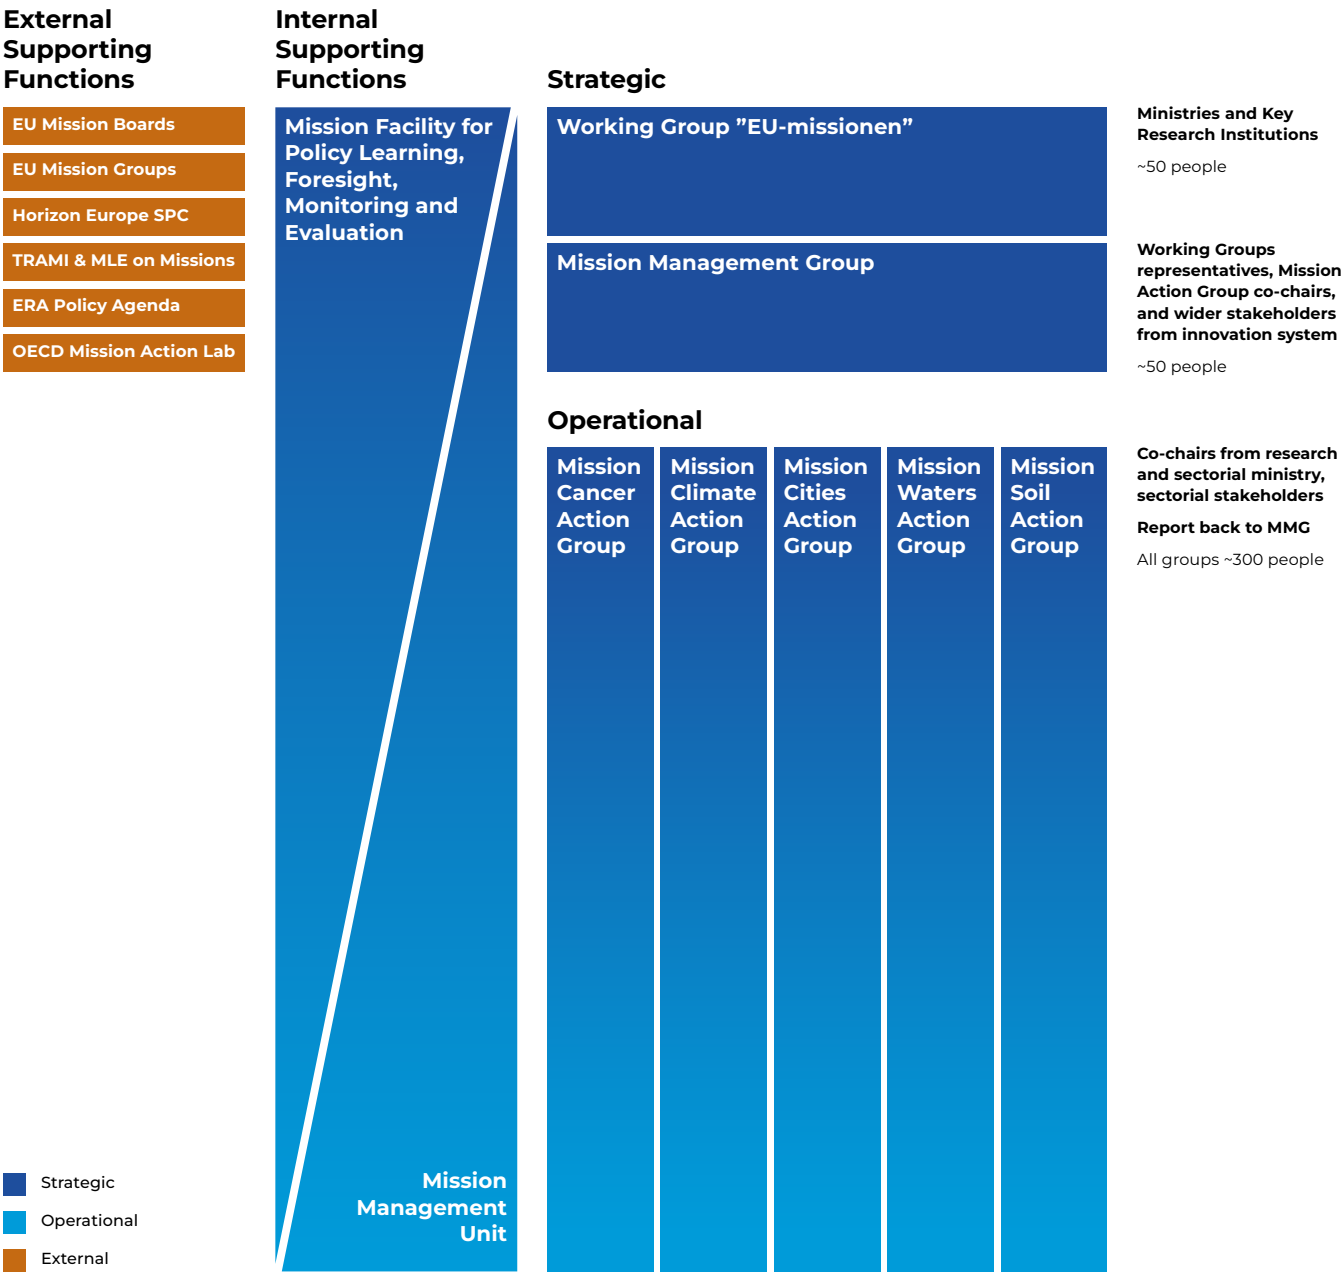 External
Supporting
Functions
EU Mission Boards
EU Mission Groups
Horizon Europe SPC
TRAMI & MLE on Missions
ERA Policy Agenda
OECD Mission Action Lab
Internal
Supporting
Functions
Mission Facility for
Policy Learning,
Foresight,
Monitoring and
Evaluation
Mission
Management
Unit
Strategic
Working Group ”EU-missionen”
Ministries and Key
Research Institutions
~50 people
Mission Management Group
Working Groups
representatives, Mission
Action Group co-chairs,
and wider stakeholders
from innovation system
~50 people
Operational
Mission
Cancer
Action
Group
Mission
Climate
Action
Group
Mission
Cities
Action
Group
Mission
Waters
Action
Group
Mission
Soil
Action
Group
Co-chairs from research
and sectorial ministry,
sectorial stakeholders
Report back to MMG
All groups ~300 people
Strategic
Operational
External